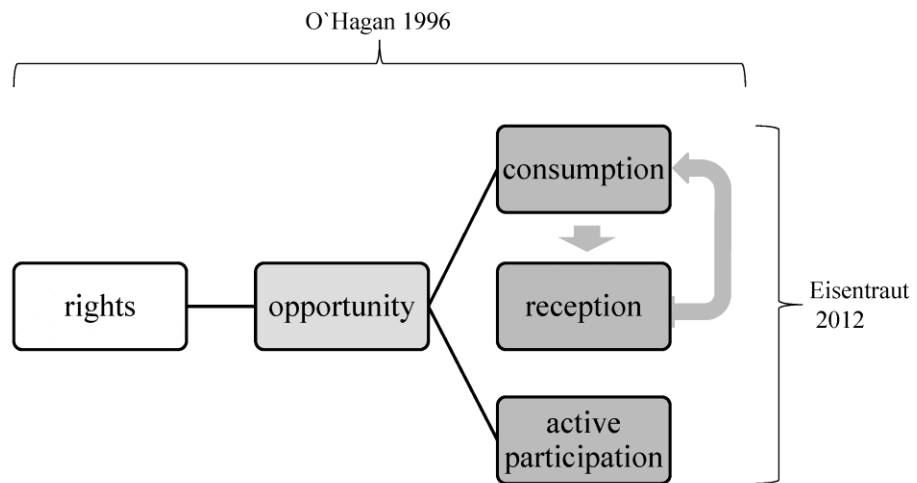 O`Hagan 1996
consumption
rights
opportunity
reception
Eisentraut
2012
active
participation